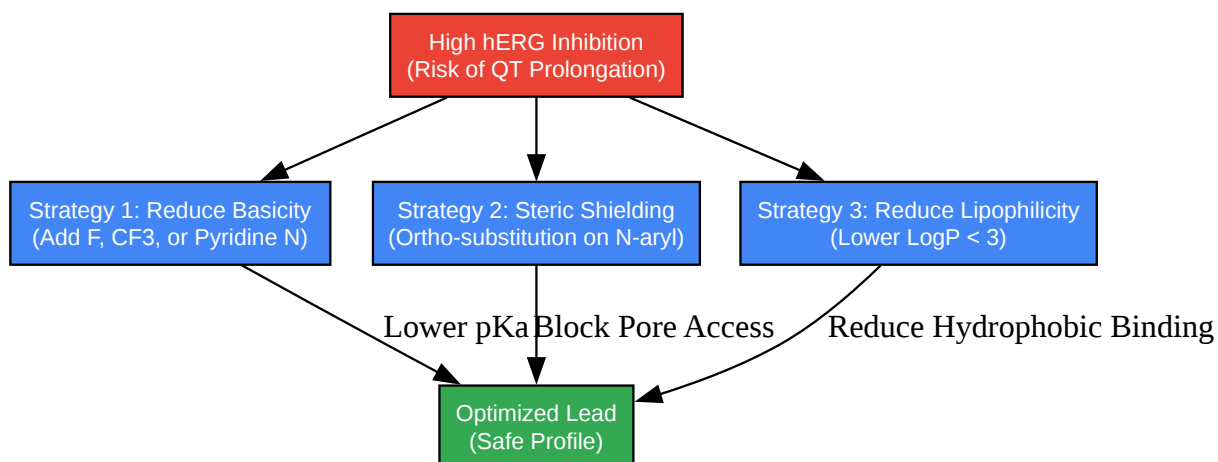 High hERG Inhibition
(Risk of QT Prolongation)
Strategy 1: Reduce Basicity
(Add F, CF3, or Pyridine N)
Strategy 2: Steric Shielding
(Ortho-substitution on N-aryl)
Strategy 3: Reduce Lipophilicity
(Lower LogP < 3)
Lower pKa
Block Pore Access
Reduce Hydrophobic Binding
Optimized Lead
(Safe Profile)